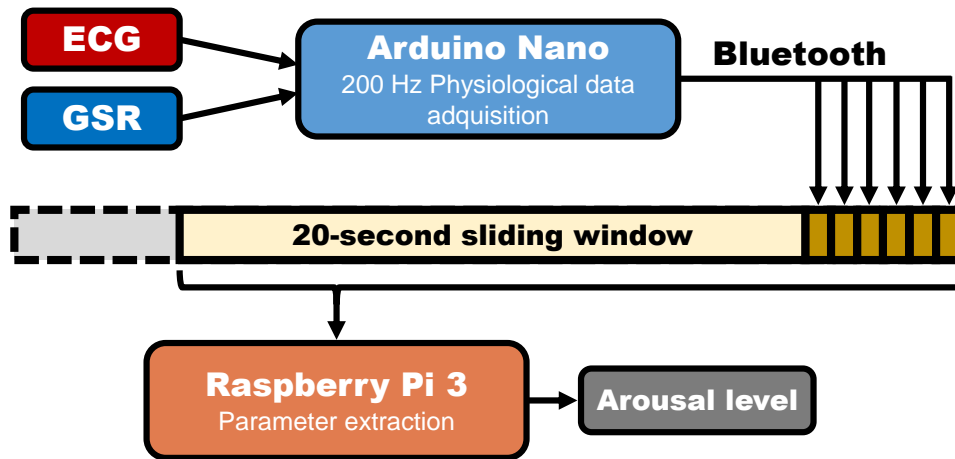 ECG
GSR
Arduino Nano
200 Hz Physiological data
adquisition
Bluetooth
20-second sliding window
Raspberry Pi 3
Parameter extraction
Arousal level